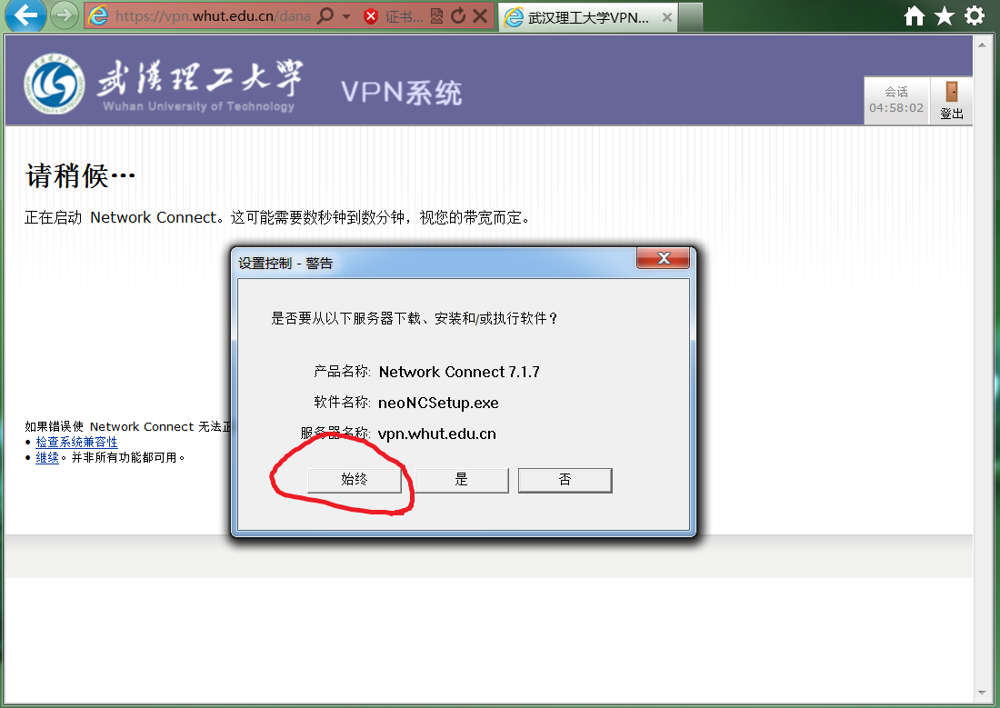 https://vpn.whut.edu.cn/dana
证书...
武汉理工大学VPN...
武漢理工大学
Wuhan University of Technology
VPN系统
会话
04:58:02
登出
请稍候···
正在启动 Network Connect。这可能需要数秒钟到数分钟，视您的带宽而定。
设置控制 - 警告
是否要从以下服务器下载、安装和/或执行软件？
产品名称: Network Connect 7.1.7
软件名称: neoNCSetup.exe
服务器名称: vpn.whut.edu.cn
始终 是 否
如果错误使 Network Connect 无法正
• 检查系统兼容性
• 继续。并非所有功能都可用。